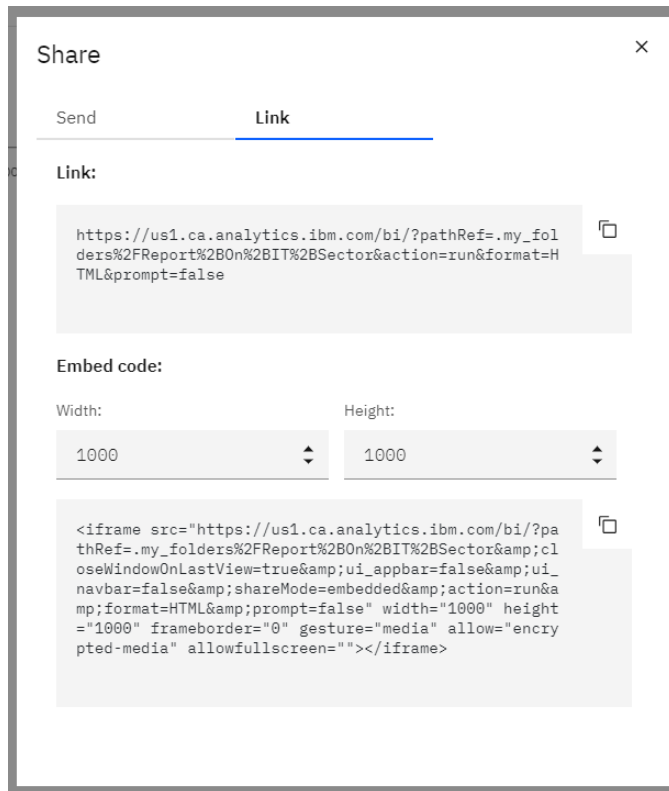 Share
Send
Link
Link:
https://us1.ca.analytics.ibm.com/bi/?pathRef=.my_fol
ders%2FReport%2BOn%2BIT%2BSector&action=run&format=H
TML&prompt=false
Embed code:
Width:
Height:
1000
1000
<iframe src="https://us1.ca.analytics.ibm.com/bi/?pa
thRef=.my_folders%2FReport%2BOn%2BIT%2BSector&amp;cl
oseWindowOnLastView=true&amp;ui_appbar=false&amp;ui_
navbar=false&amp;shareMode=embedded&amp;action=run&a
mp;format=HTML&amp;prompt=false" width="1000" height
="1000" frameborder="0" gesture="media" allow="encry
pted-media" allowfullscreen=""></iframe>